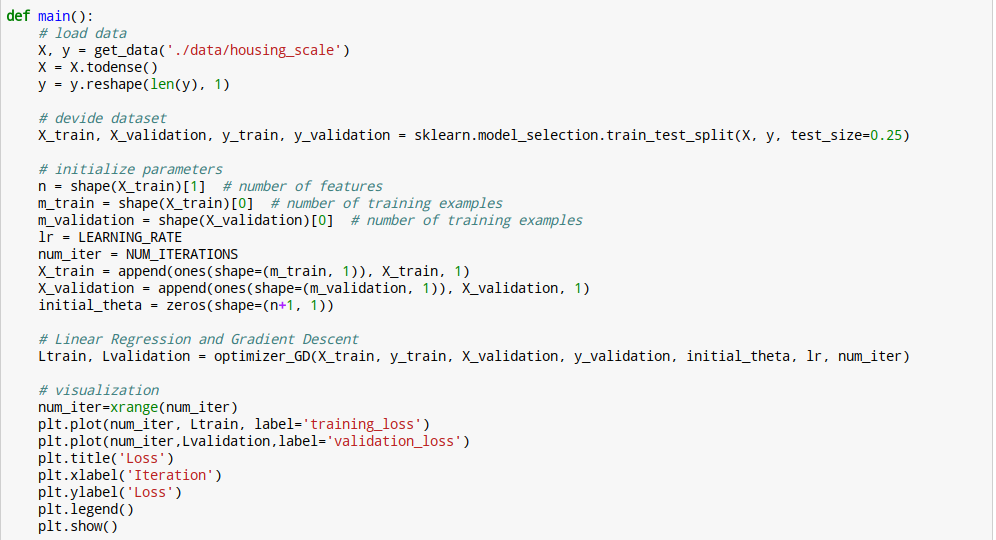 def main():
    # load data
    X, y = get_data('./data/housing_scale')
    X = X.todense()
    y = y.reshape(len(y), 1)

    # devide dataset
    X_train, X_validation, y_train, y_validation = sklearn.model_selection.train_test_split(X, y, test_size=0.25)

    # initialize parameters
    n = shape(X_train)[1]  # number of features
    m_train = shape(X_train)[0]  # number of training examples
    m_validation = shape(X_validation)[0]  # number of training examples
    lr = LEARNING_RATE
    num_iter = NUM_ITERATIONS
    X_train = append(ones(shape=(m_train, 1)), X_train, 1)
    X_validation = append(ones(shape=(m_validation, 1)), X_validation, 1)
    initial_theta = zeros(shape=(n+1, 1))

    # Linear Regression and Gradient Descent
    Ltrain, Lvalidation = optimizer_GD(X_train, y_train, X_validation, y_validation, initial_theta, lr, num_iter)

    # visualization
    num_iter=xrange(num_iter)
    plt.plot(num_iter, Ltrain, label='training_loss')
    plt.plot(num_iter,Lvalidation,label='validation_loss')
    plt.title('Loss')
    plt.xlabel('Iteration')
    plt.ylabel('Loss')
    plt.legend()
    plt.show()